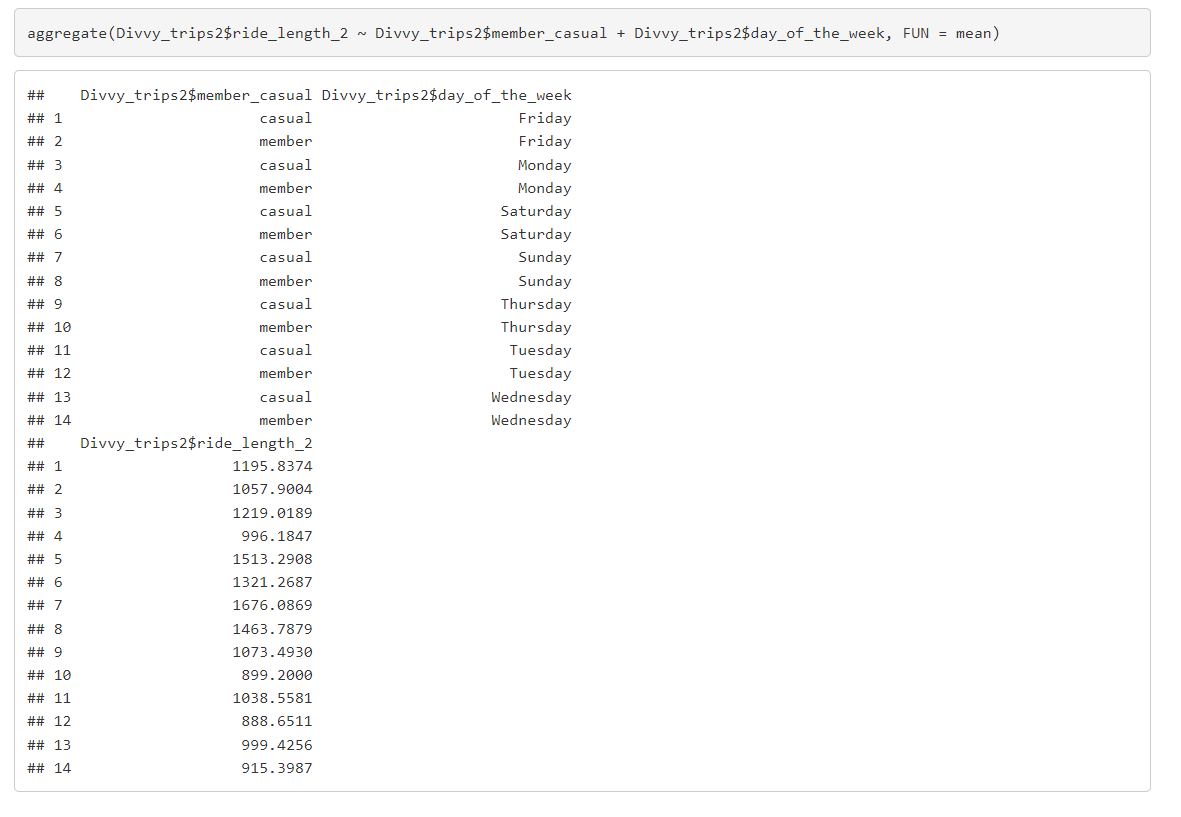 aggregate(Divvy_trips2$ride_length_2 ~ Divvy_trips2$member_casual + Divvy_trips2$day_of_the_week, FUN = mean)
##    Divvy_trips2$member_casual Divvy_trips2$day_of_the_week
## 1                      casual                       Friday
## 2                      member                       Friday
## 3                      casual                       Monday
## 4                      member                       Monday
## 5                      casual                     Saturday
## 6                      member                     Saturday
## 7                      casual                       Sunday
## 8                      member                       Sunday
## 9                      casual                     Thursday
## 10                     member                     Thursday
## 11                     casual                      Tuesday
## 12                     member                      Tuesday
## 13                     casual                    Wednesday
## 14                     member                    Wednesday
##    Divvy_trips2$ride_length_2
## 1                   1195.8374
## 2                   1057.9004
## 3                   1219.0189
## 4                    996.1847
## 5                   1513.2908
## 6                   1321.2687
## 7                   1676.0869
## 8                   1463.7879
## 9                   1073.4930
## 10                   899.2000
## 11                  1038.5581
## 12                   888.6511
## 13                   999.4256
## 14                   915.3987